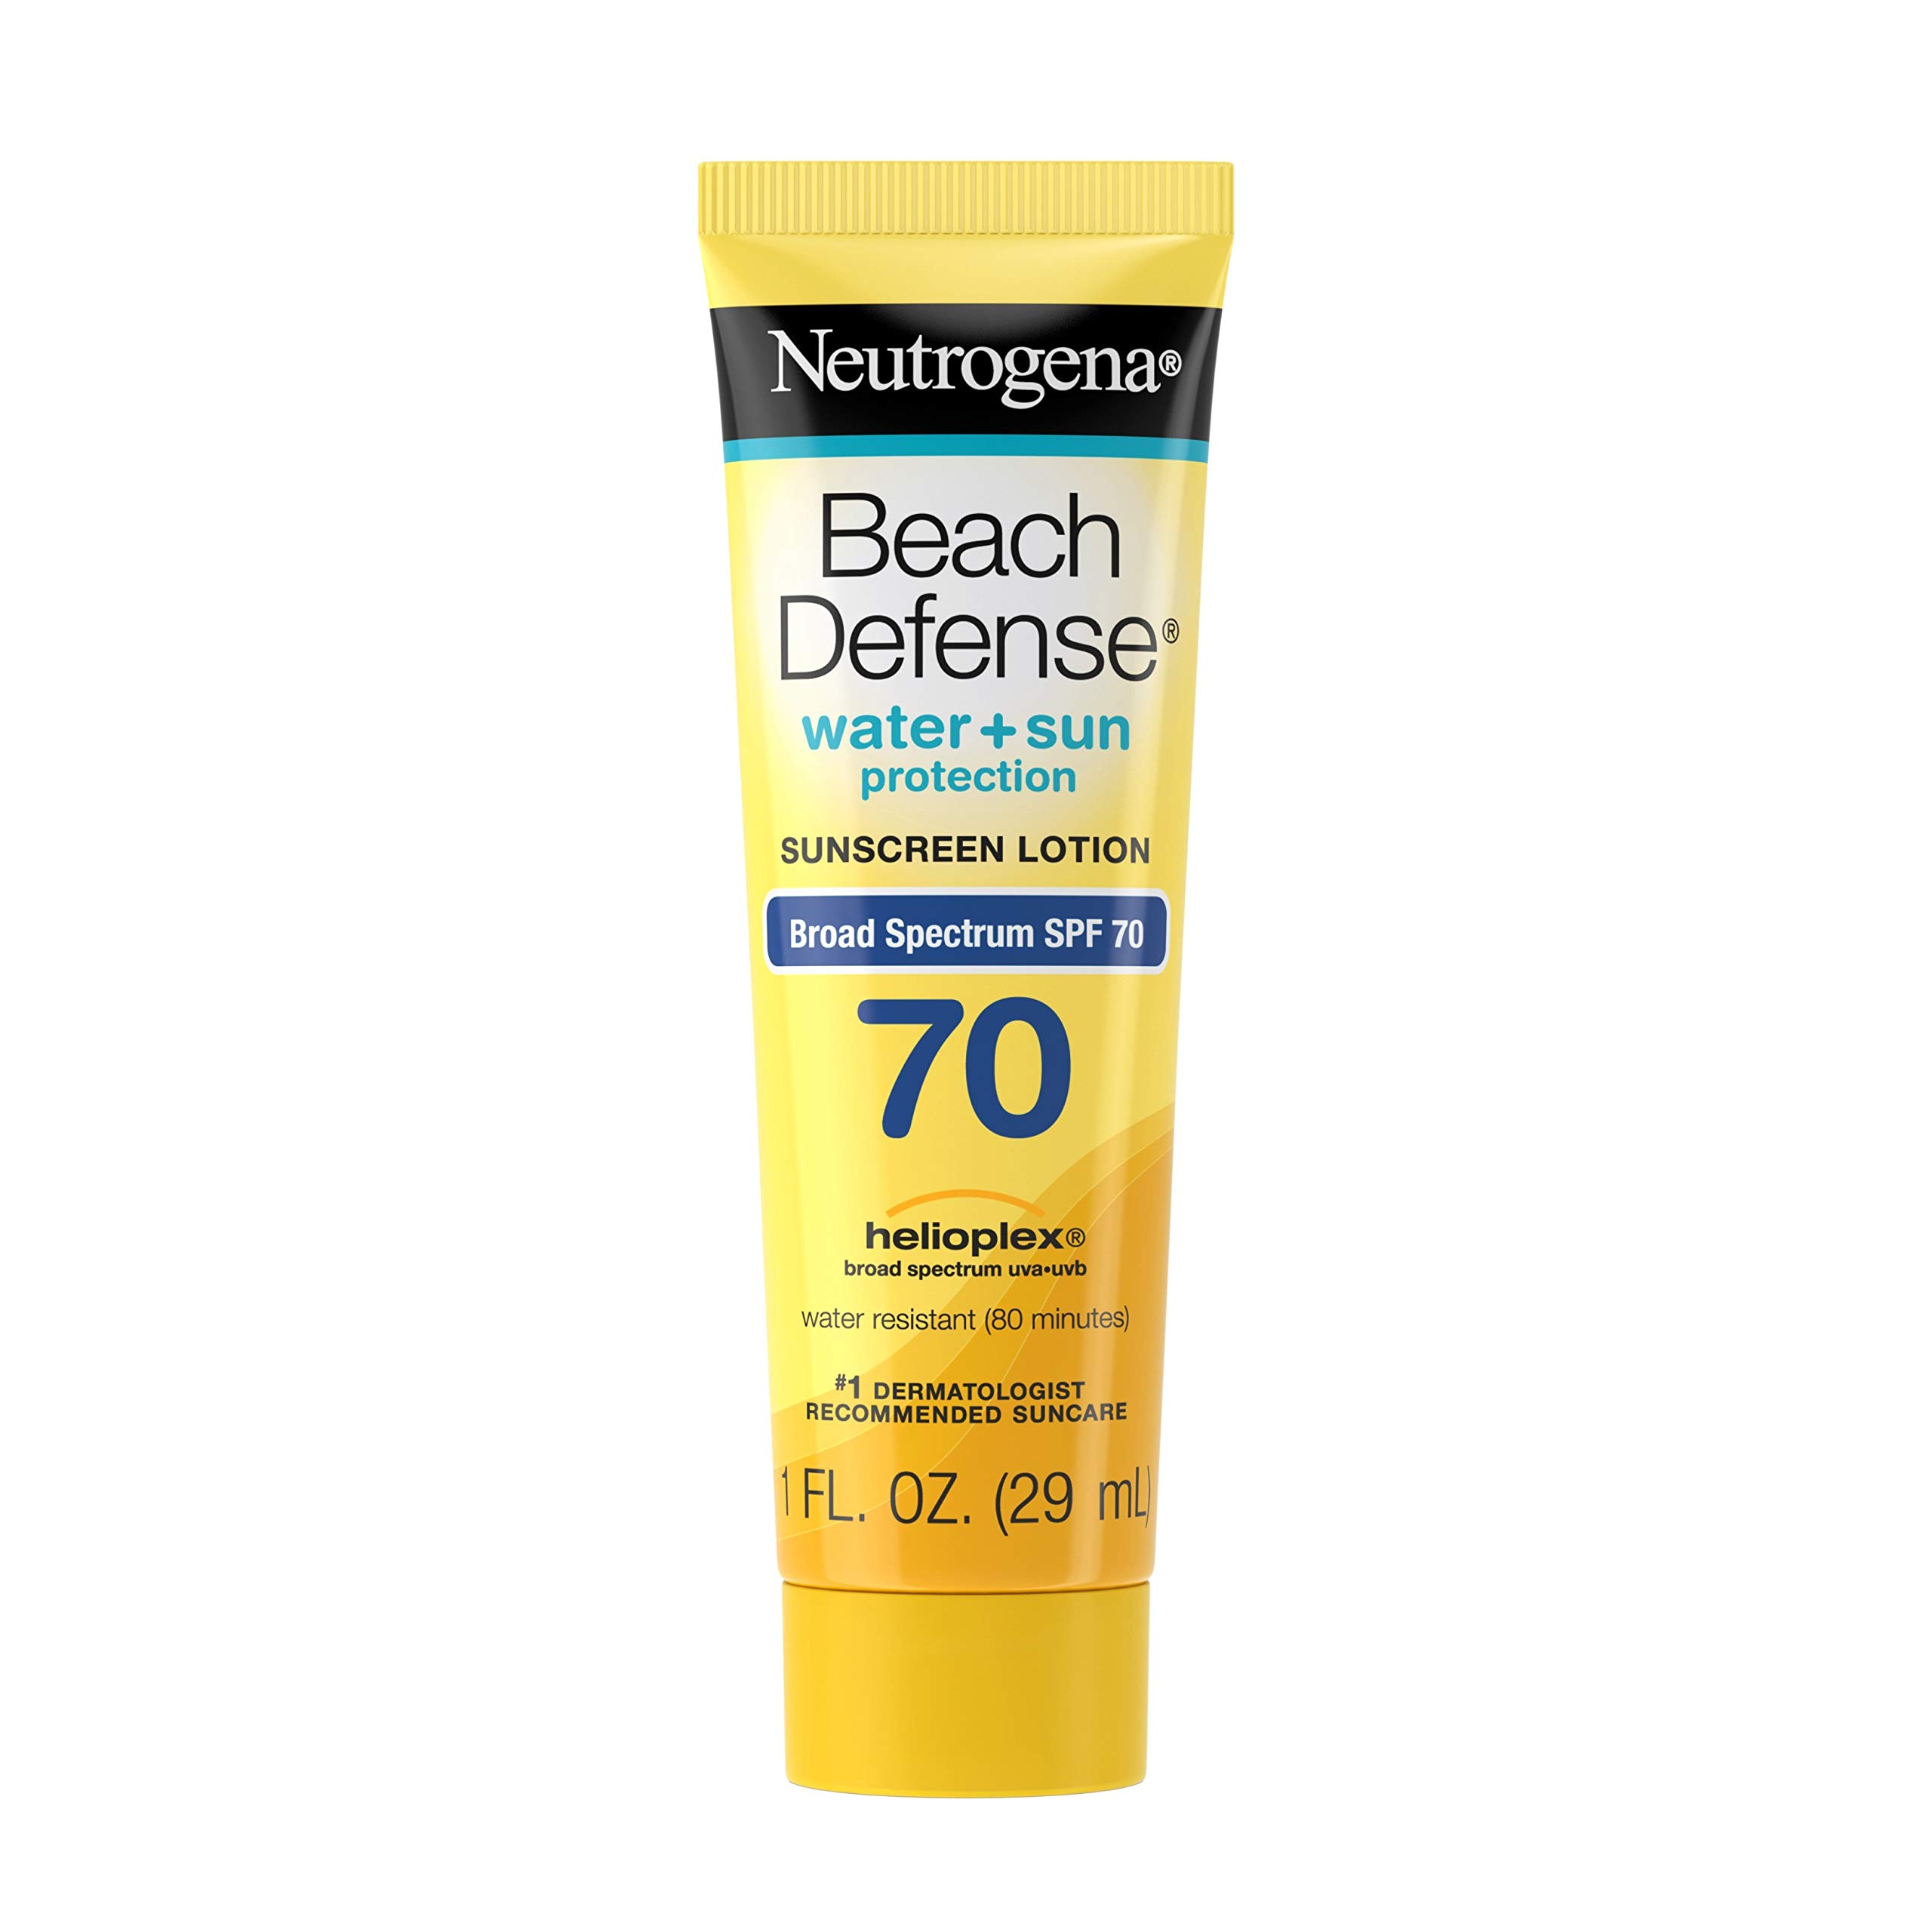 Neutrogena®
Beach
Defense®
water+sun
protection
SUNSCREEN LOTION
Broad Spectrum SPF 70
70
helioplex®
broad spectrum uva•uvb
water resistant (80 minutes)
#1 DERMATOLOGIST
RECOMMENDED SUNCARE
1 FL. OZ. (29 mL)